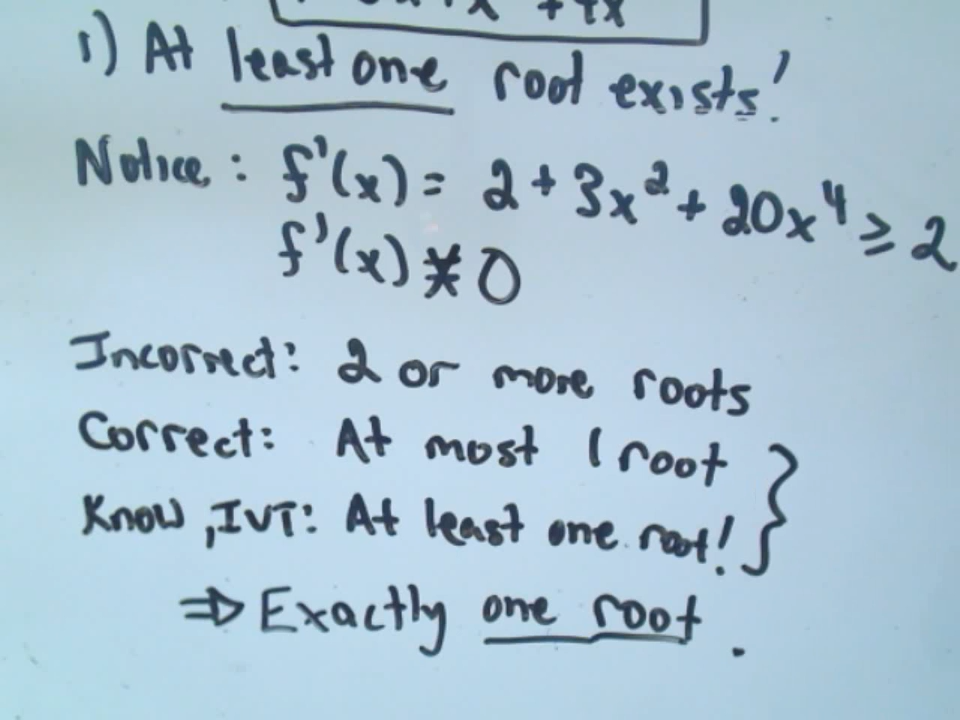 +4x
1) At least one root exists!
Notice: f'(x) = 2 + 3x² + 20x⁴ ≥ 2
f'(x) ≠ 0
Incorrect: 2 or more roots
Correct: At most 1 root
Know, IVT: At least one root!
⇒ Exactly one root.